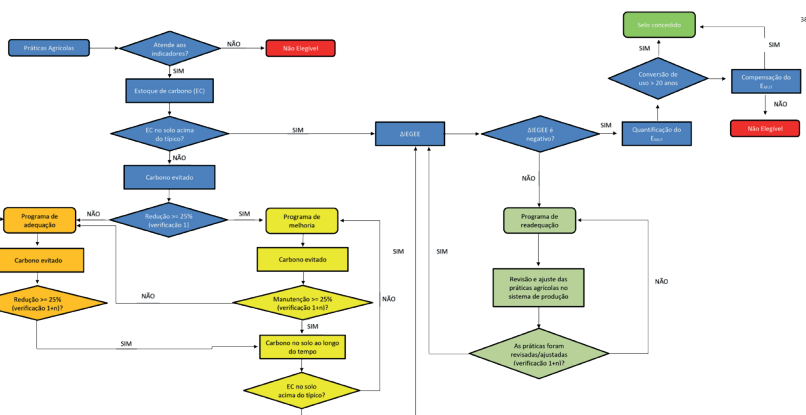 38
Selo concedido
Práticas Agrícolas
Atende aos
indicadores?
NÃO
Não Elegível
SIM
SIM
SIM
Estoque de carbono (EC)
Conversão de
uso > 20 anos
Compensação do
NÃO
EC no solo acima
do típico?
SIM
ΔIEGEE
ΔIEGEE é
negativo?
SIM
Quantificação do
Não Elegível
NÃO
Carbono evitado
NÃO
Programa de
adequação
NÃO
Redução >= 25%
(verificação 1)
SIM
Programa de
melhoria
Programa de
readequação
SIM
SIM
Carbono evitado
Carbono evitado
Revisão e ajuste das
práticas agrícolas no
sistema de produção
NÃO
Redução >= 25%
(verificação 1+n)?
NÃO
Manutenção >= 25%
(verificação 1+n)?
NÃO
SIM
SIM
Carbono no solo ao longo
do tempo
As práticas foram
revisadas/ajustadas
(verificação 1+n)?
EC no solo
acima do típico?